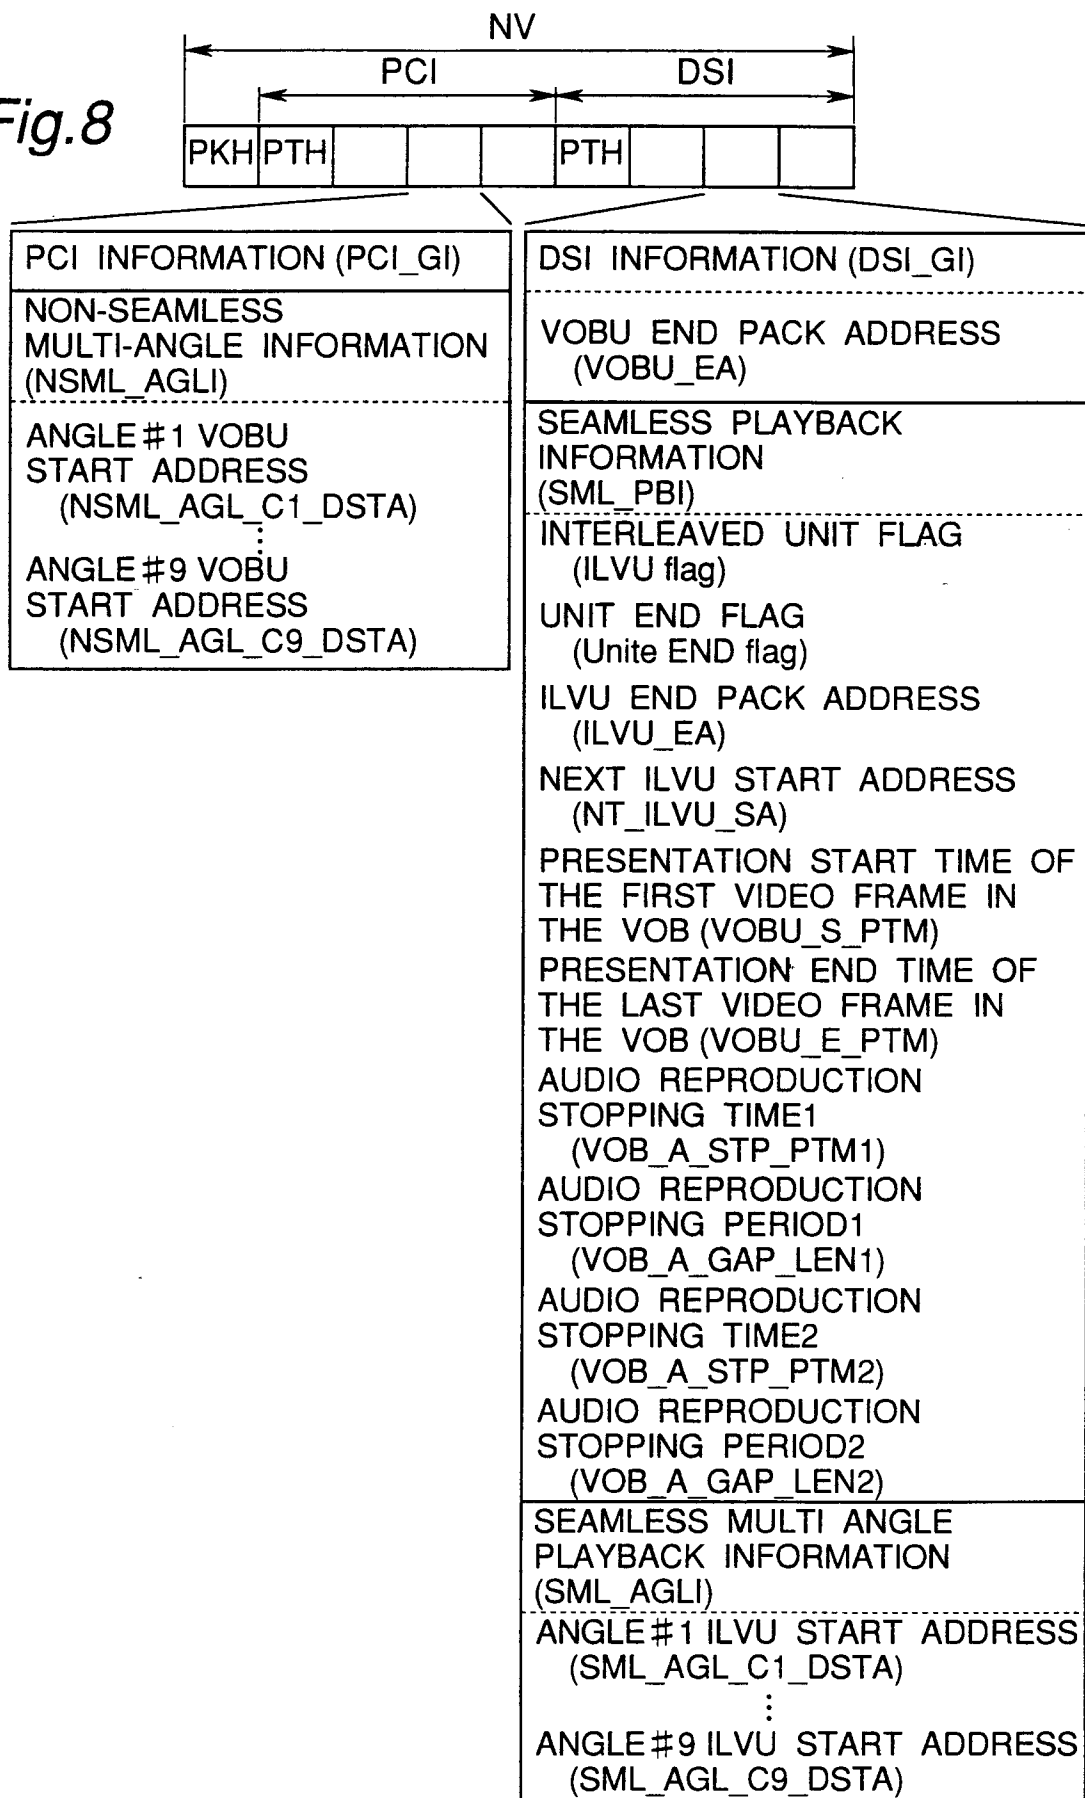 NV
PCI DSI
Fig.8
PKH PTH PTH
PCI INFORMATION (PCI_GI)
NON-SEAMLESS
MULTI-ANGLE INFORMATION
(NSML_AGLI)
ANGLE#1 VOBU
START ADDRESS
(NSML_AGL_C1_DSTA)
⋮
ANGLE#9 VOBU
START ADDRESS
(NSML_AGL_C9_DSTA)
DSI INFORMATION (DSI_GI)
VOBU END PACK ADDRESS
(VOBU_EA)
SEAMLESS PLAYBACK
INFORMATION
(SML_PBI)
INTERLEAVED UNIT FLAG
(ILVU flag)
UNIT END FLAG
(Unite END flag)
ILVU END PACK ADDRESS
(ILVU_EA)
NEXT ILVU START ADDRESS
(NT_ILVU_SA)
PRESENTATION START TIME OF
THE FIRST VIDEO FRAME IN
THE VOB (VOBU_S_PTM)
PRESENTATION END TIME OF
THE LAST VIDEO FRAME IN
THE VOB (VOBU_E_PTM)
AUDIO REPRODUCTION
STOPPING TIME1
(VOB_A_STP_PTM1)
AUDIO REPRODUCTION
STOPPING PERIOD1
(VOB_A_GAP_LEN1)
AUDIO REPRODUCTION
STOPPING TIME2
(VOB_A_STP_PTM2)
AUDIO REPRODUCTION
STOPPING PERIOD2
(VOB_A_GAP_LEN2)
SEAMLESS MULTI ANGLE
PLAYBACK INFORMATION
(SML_AGLI)
ANGLE#1 ILVU START ADDRESS
(SML_AGL_C1_DSTA)
⋮
ANGLE#9 ILVU START ADDRESS
(SML_AGL_C9_DSTA)